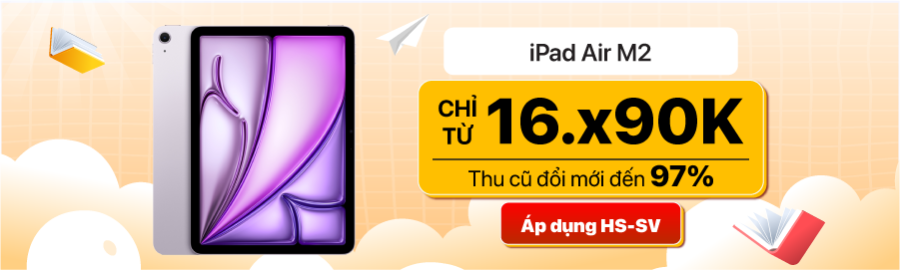 iPad Air M2
CHỈ TỪ 16.x90K
Thu cũ đổi mới đến 97%
Áp dụng HS-SV